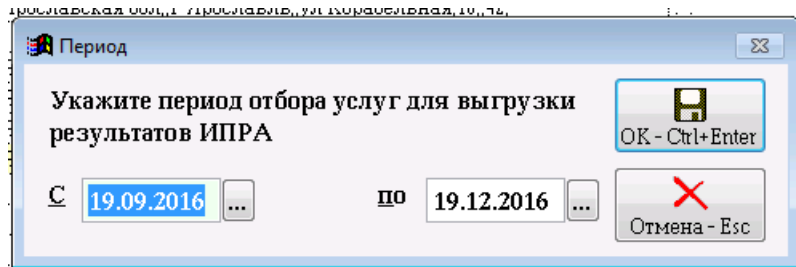 Период
Укажите период отбора услуг для выгрузки
результатов ИПРА
OK - Ctrl+Enter
С 19.09.2016 ... по 19.12.2016 ...
Отмена - Esc